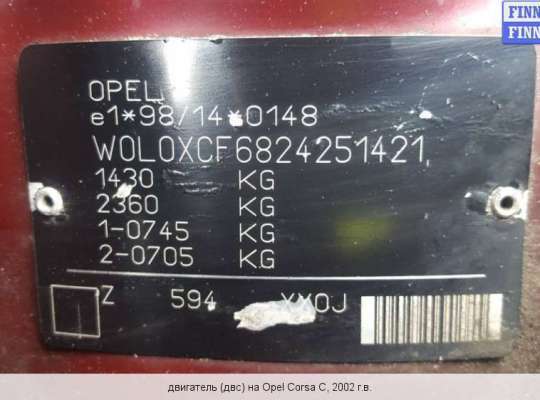 FINN
FINN
OPEL
e1*98/14*0148
W0L0XCF6824251421
1430 KG
2360 KG
1-0745 KG
2-0705 KG
Z 594 XX0J
двигатель (двс) на Opel Corsa C, 2002 г.в.